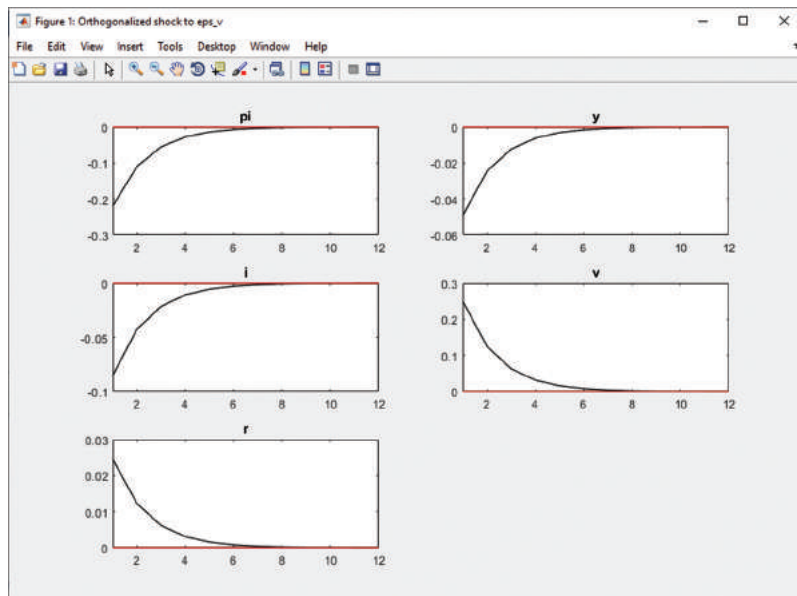 Figure 1: Orthogonalized shock to eps_v
File Edit View Insert Tools Desktop Window Help
pi
0
-0.1
-0.2
-0.3
2 4 6 8 10 12
y
0
-0.02
-0.04
-0.06
2 4 6 8 10 12
i
0
-0.05
-0.1
2 4 6 8 10 12
v
0.3
0.2
0.1
0
2 4 6 8 10 12
r
0.03
0.02
0.01
0
2 4 6 8 10 12